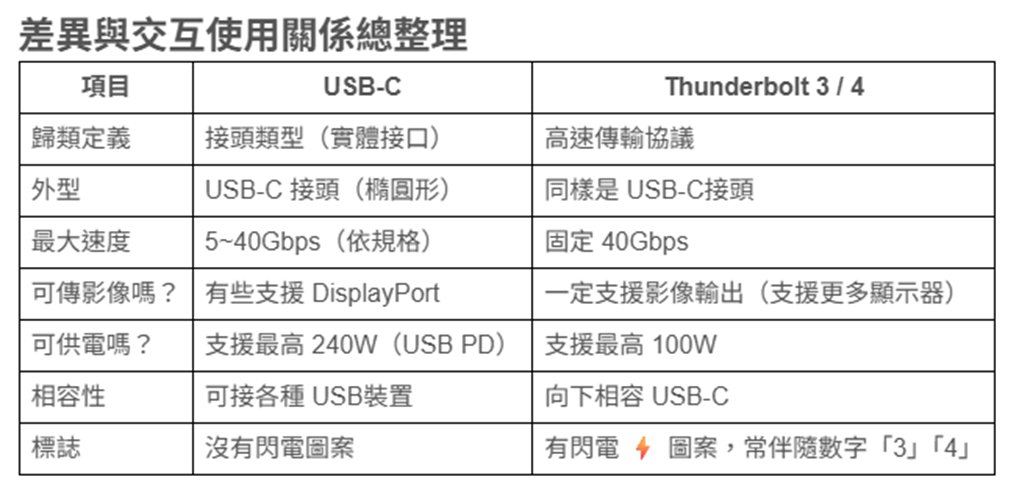 差異與交互使用關係總整理
項目 USB-C Thunderbolt 3 / 4
歸類定義 接頭類型（實體接口） 高速傳輸協議
外型 USB-C 接頭（橢圓形） 同樣是 USB-C接頭
最大速度 5~40Gbps（依規格） 固定 40Gbps
可傳影像嗎？ 有些支援 DisplayPort 一定支援影像輸出（支援更多顯示器）
可供電嗎？ 支援最高 240W（USB PD） 支援最高 100W
相容性 可接各種 USB裝置 向下相容 USB-C
標誌 沒有閃電圖案 有閃電 ⚡ 圖案，常伴隨數字「3」「4」